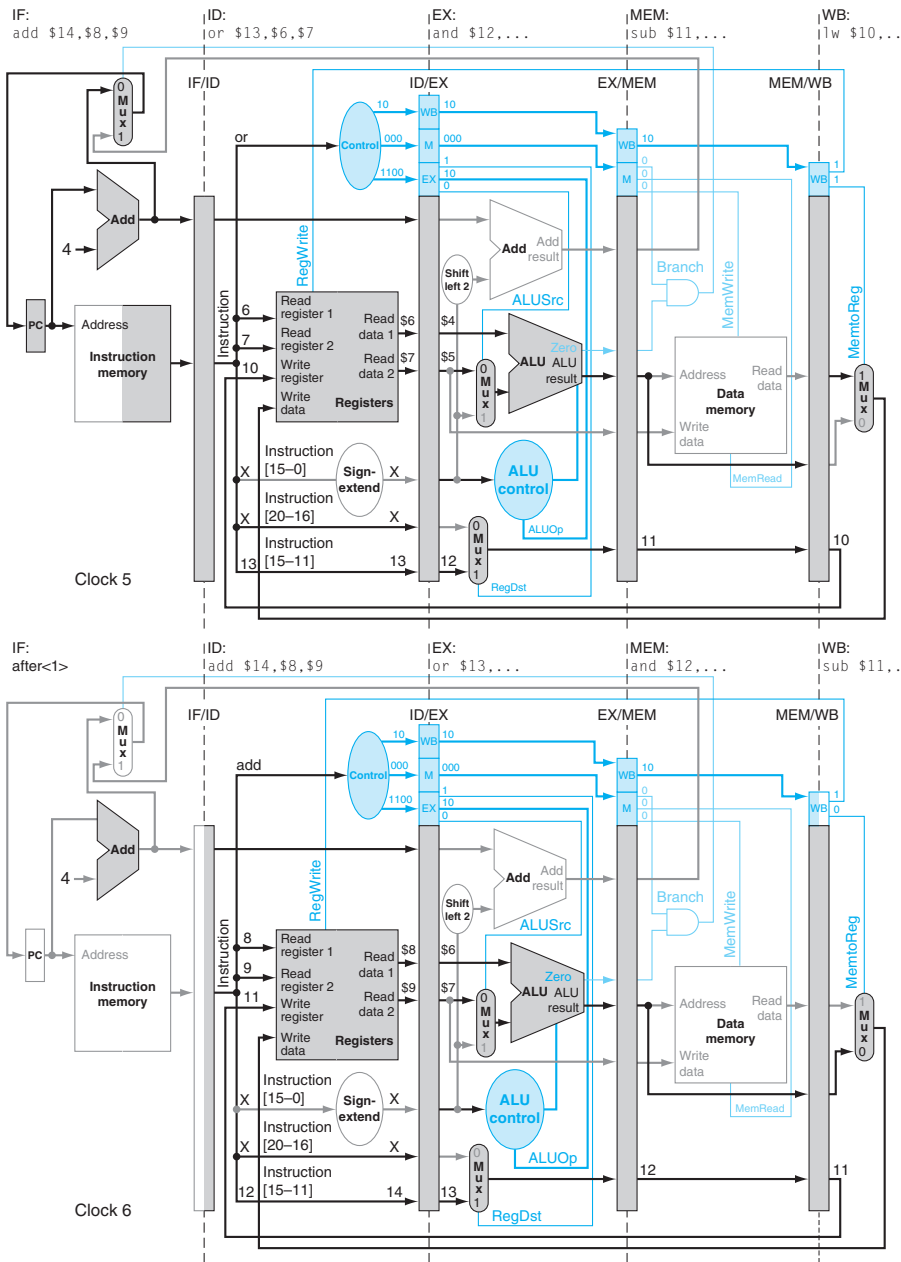 IF: ID: EX: MEM: WB:
add $14,$8,$9 or $13,$6,$7 and $12,... sub $11,... lw $10,..
IF/ID ID/EX EX/MEM MEM/WB
0
M
u
x
1
10 WB 10
or
Control 000 M 000 WB 10
1 0
1100 EX 10 M 0 WB 1
0 0 1
Add
4
RegWrite
Add Add
result
Shift
left 2
Branch
ALUSrc
MemWrite
MemtoReg
PC
Address
Instruction
memory
Instruction
6 Read
register 1
7 Read
register 2
10 Write
register
Write
data
Read
data 1
Read
data 2
Registers
$6 $4
$7 $5
0
M
u
x
1
Zero
ALU ALU
result
Address Read
data
Data
memory
Write
data
1
M
u
x
0
MemRead
Instruction
X [15–0] Sign-
extend X
ALU
control
Instruction
X [20–16] X
ALUOp
Instruction
13 [15–11] 13 12
0
M
u
x
1
11 10
RegDst
Clock 5
IF: ID: EX: MEM: WB:
after<1> add $14,$8,$9 or $13,... and $12,... sub $11,.
IF/ID ID/EX EX/MEM MEM/WB
0
M
u
x
1
10 WB 10
add
Control 000 M 000 WB 10
1 0
1100 EX 10 M 0 WB 1
0 0 0
Add
4
RegWrite
Add Add
result
Shift
left 2
Branch
ALUSrc
MemWrite
MemtoReg
PC
Address
Instruction
memory
Instruction
8 Read
register 1
9 Read
register 2
11 Write
register
Write
data
Read
data 1
Read
data 2
Registers
$8 $6
$9 $7
0
M
u
x
1
Zero
ALU ALU
result
Address Read
data
Data
memory
Write
data
1
M
u
x
0
MemRead
Instruction
X [15–0] Sign-
extend X
ALU
control
Instruction
X [20–16] X
ALUOp
Instruction
12 [15–11] 14 13
0
M
u
x
1
12 11
RegDst
Clock 6